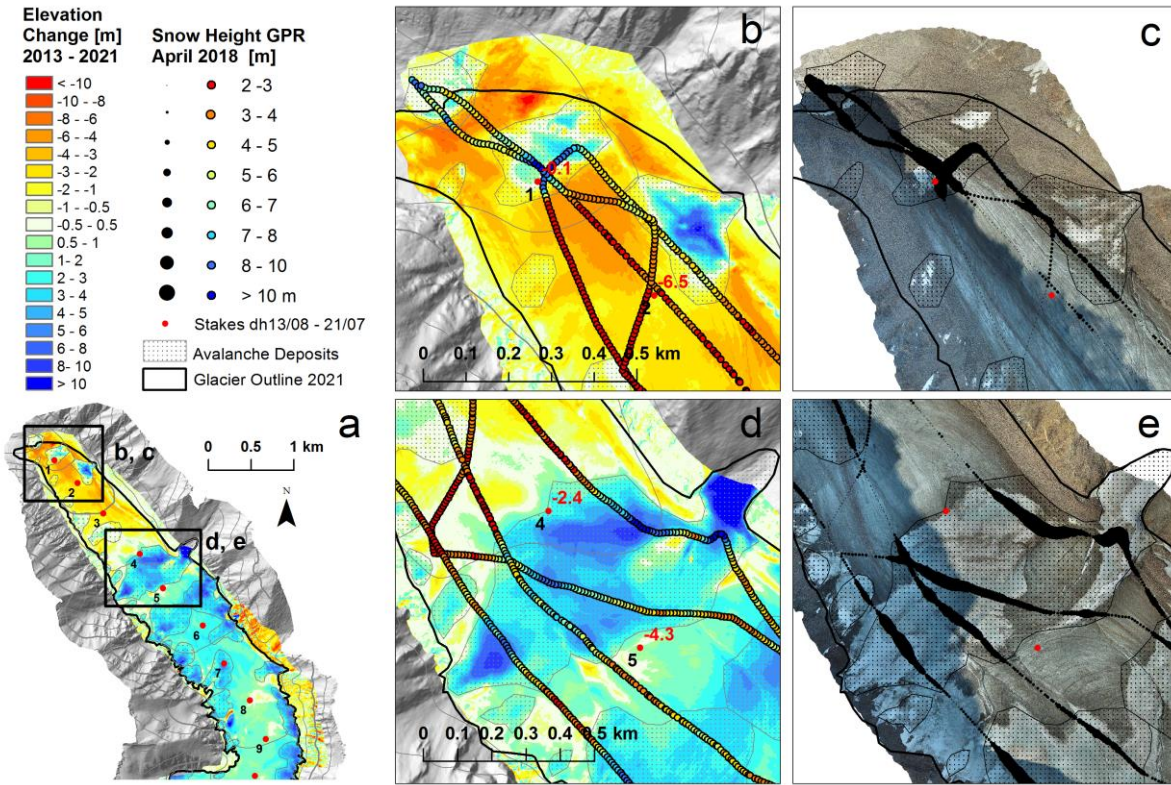 Elevation
Change [m]
2013 - 2021
< -10
-10 - -8
-8 - -6
-6 - -4
-4 - -3
-3 - -2
-2 - -1
-1 - -0.5
-0.5 - 0.5
0.5 - 1
1- 2
2 - 3
3 - 4
4 - 5
5 - 6
6 - 8
8- 10
> 10
Snow Height GPR
April 2018 [m]
2 -3
3 - 4
4 - 5
5 - 6
6 - 7
7 - 8
8 - 10
> 10 m
Stakes dh13/08 - 21/07
Avalanche Deposits
Glacier Outline 2021
a
0 0.5 1 km
N
b, c
d, e
1
2
3
4
5
6
7
8
9
b
-0.1
1
-6.5
2
0 0.1 0.2 0.3 0.4 0.5 km
c
d
-2.4
4
-4.3
5
0 0.1 0.2 0.3 0.4 0.5 km
e